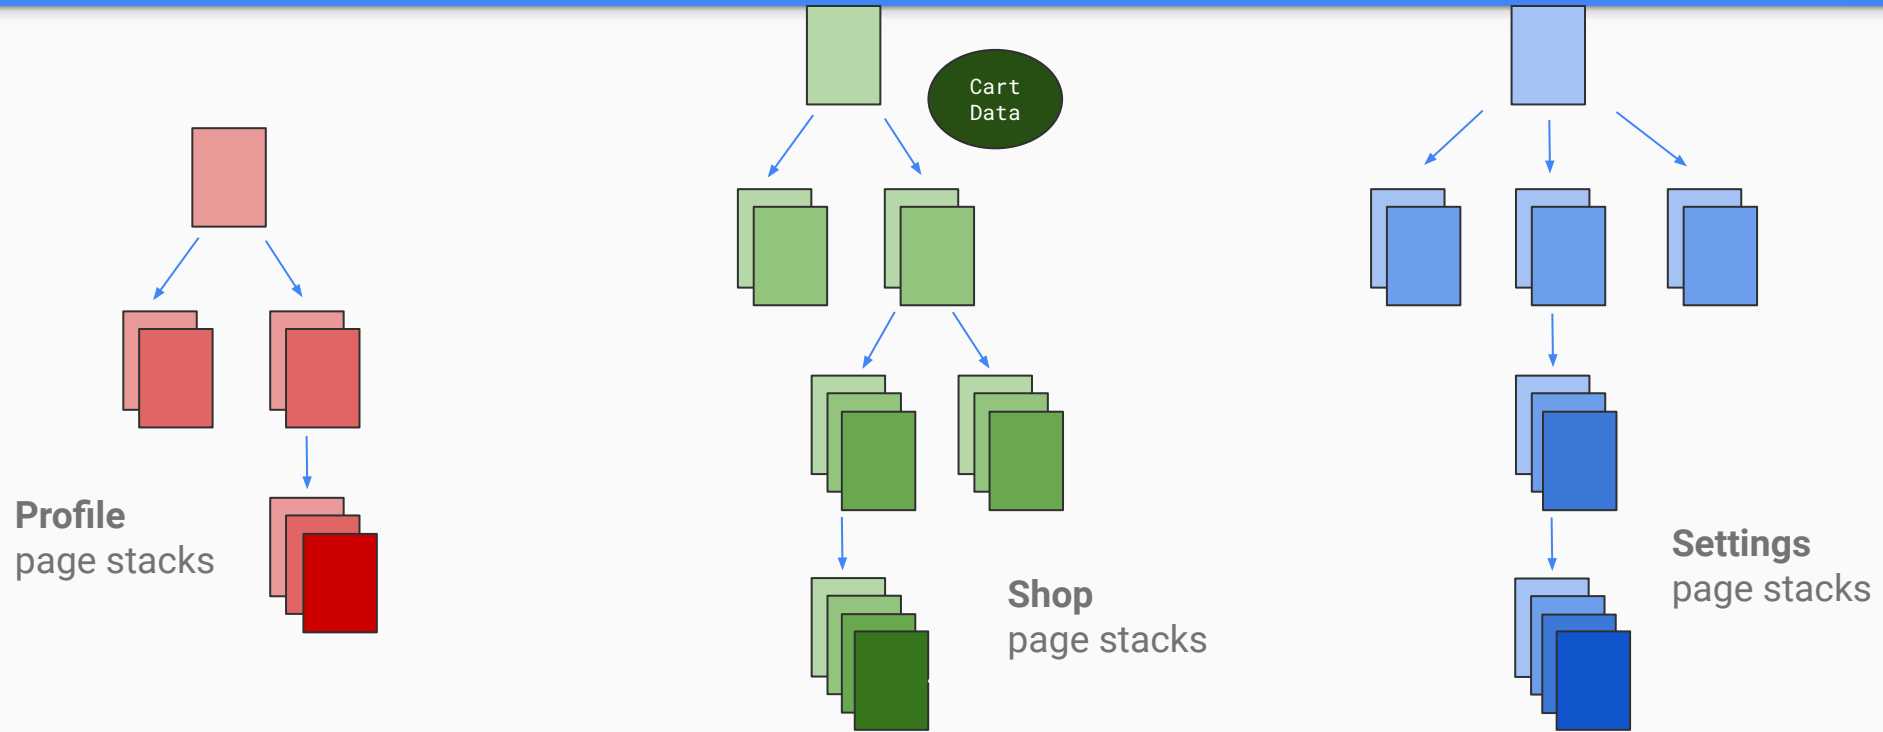 Cart
Data
Profile
page stacks
Shop
page stacks
Settings
page stacks